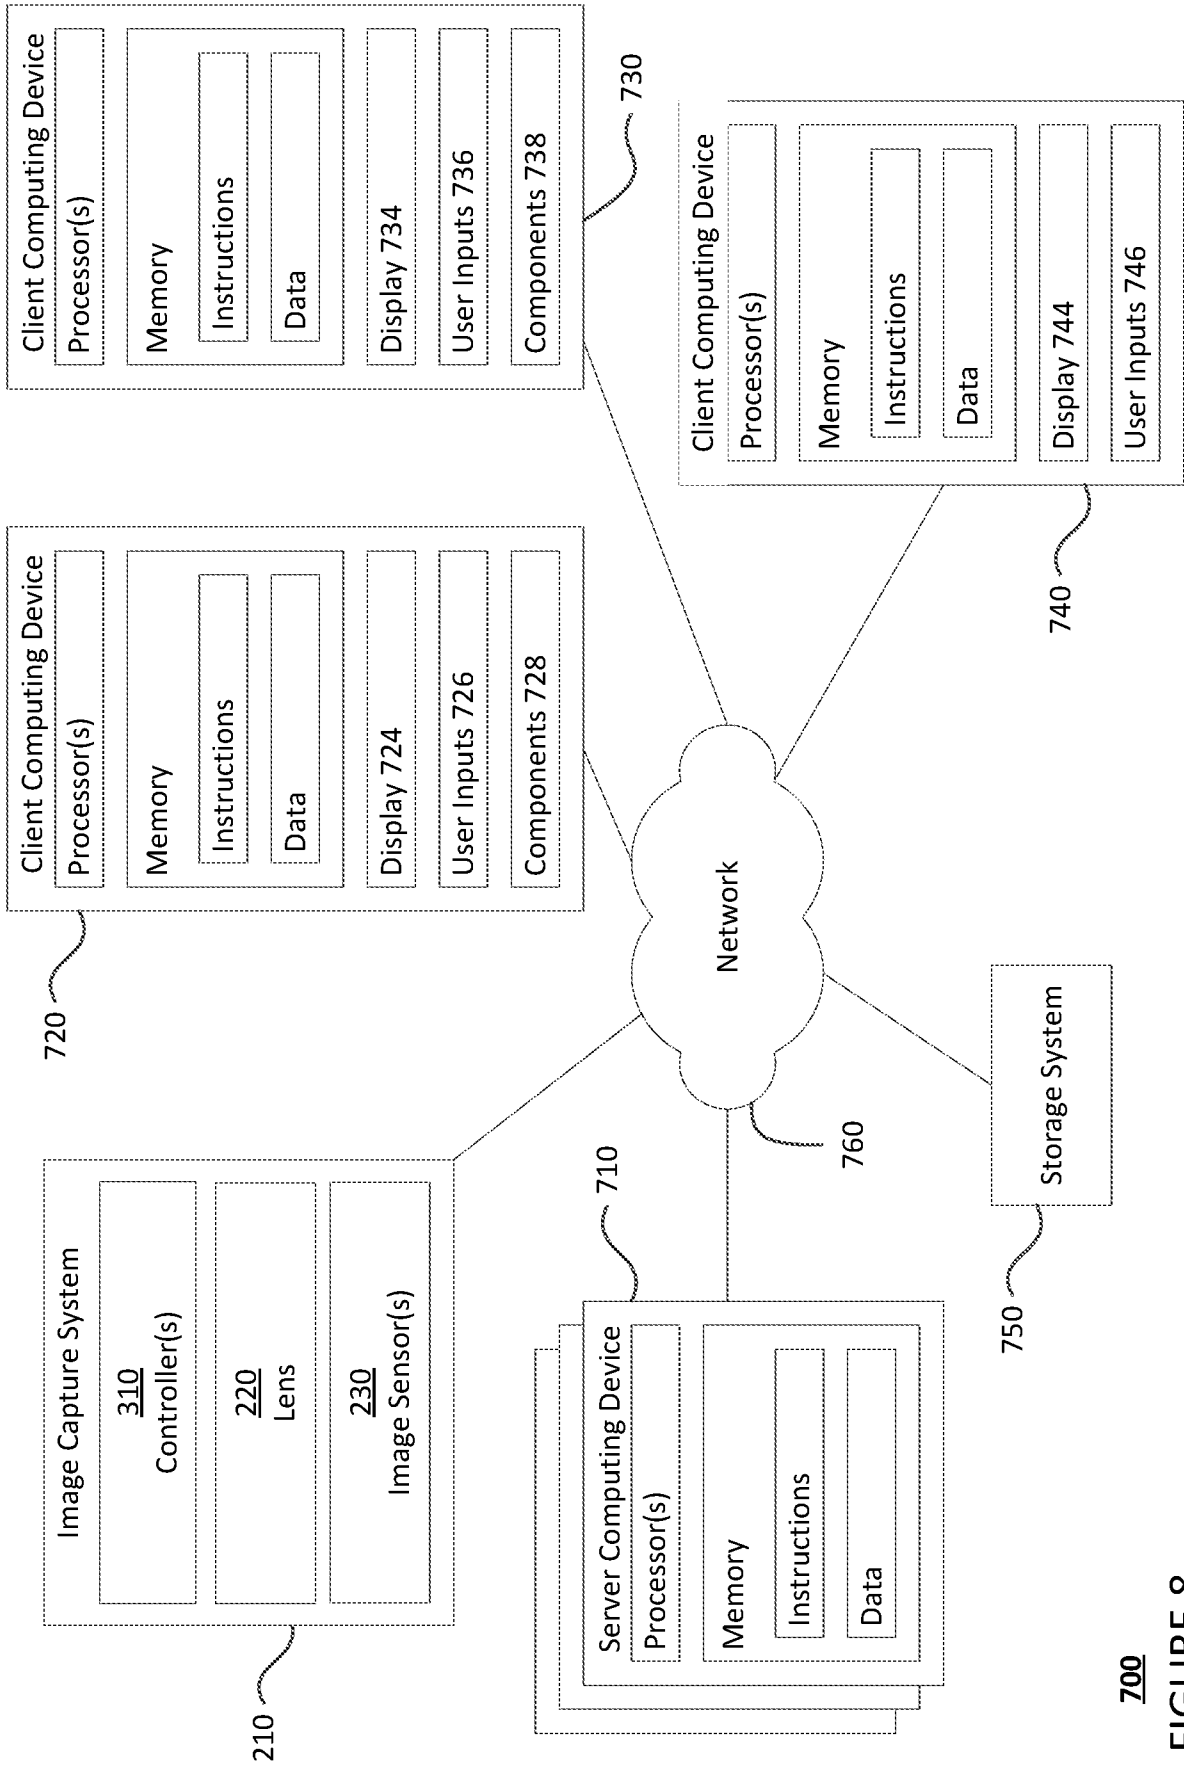 Image Capture System
310
Controller(s)
220
Lens
230
Image Sensor(s)
210
Client Computing Device
Processor(s)
Memory
Instructions
Data
Display 724
User Inputs 726
Components 728
720
Client Computing Device
Processor(s)
Memory
Instructions
Data
Display 734
User Inputs 736
Components 738
730
Server Computing Device
Processor(s)
Memory
Instructions
Data
710
Network
760
Storage System
750
Client Computing Device
Processor(s)
Memory
Instructions
Data
Display 744
User Inputs 746
740
700
FIGURE 8